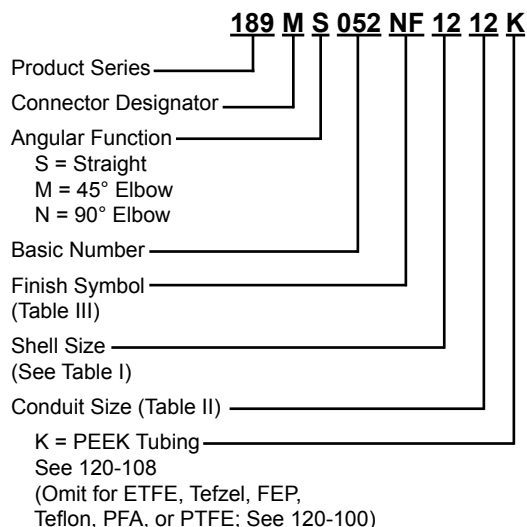 189 M S 052 NF 12 12 K
Product Series
Connector Designator
Angular Function
S = Straight
M = 45° Elbow
N = 90° Elbow
Basic Number
Finish Symbol
(Table III)
Shell Size
(See Table I)
Conduit Size (Table II)
K = PEEK Tubing
See 120-108
(Omit for ETFE, Tefzel, FEP,
Teflon, PFA, or PTFE; See 120-100)